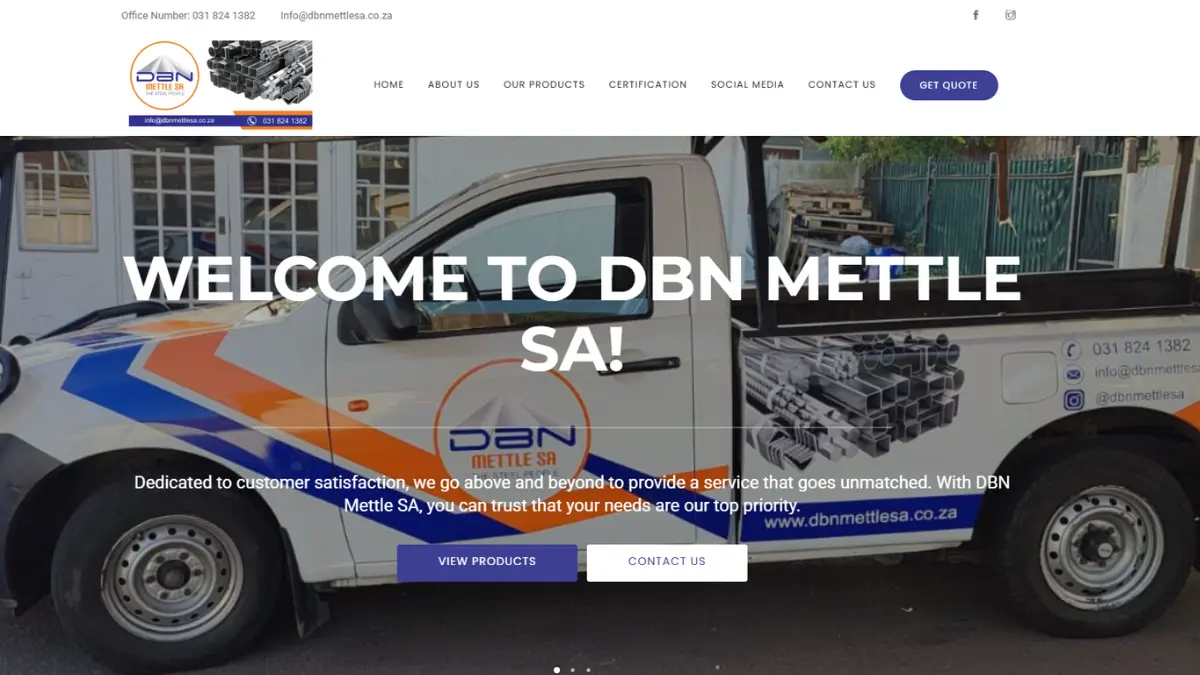 Office Number: 031 824 1382
Info@dbnmettlesa.co.za
DBN
METTLE SA
THE STEEL PEOPLE
info@dbnmettlesa.co.za
031 824 1382
HOME
ABOUT US
OUR PRODUCTS
CERTIFICATION
SOCIAL MEDIA
CONTACT US
GET QUOTE
WELCOME TO DBN METTLE
SA!
031 824 1382
info@dbnmettlesa
@dbnmettlesa
DBN
METTLE SA
THE STEEL PEOPLE
Dedicated to customer satisfaction, we go above and beyond to provide a service that goes unmatched. With DBN
Mettle SA, you can trust that your needs are our top priority.
www.dbnmettlesa.co.za
VIEW PRODUCTS
CONTACT US